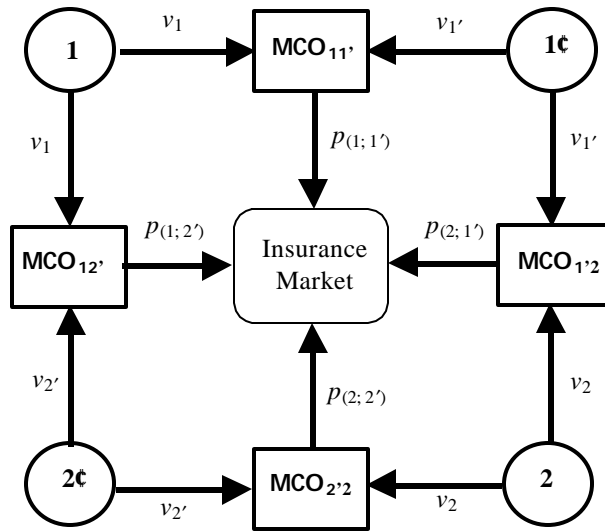 v₁
v₁′
1
MCO₁₁'
1¢
v₁
p₍₁;₁′₎
v₁′
p₍₁;₂′₎
Insurance
Market
p₍₂;₁′₎
MCO₁₂'
MCO₁'₂
v₂′
p₍₂;₂′₎
v₂
2¢
MCO₂'₂
2
v₂′
v₂